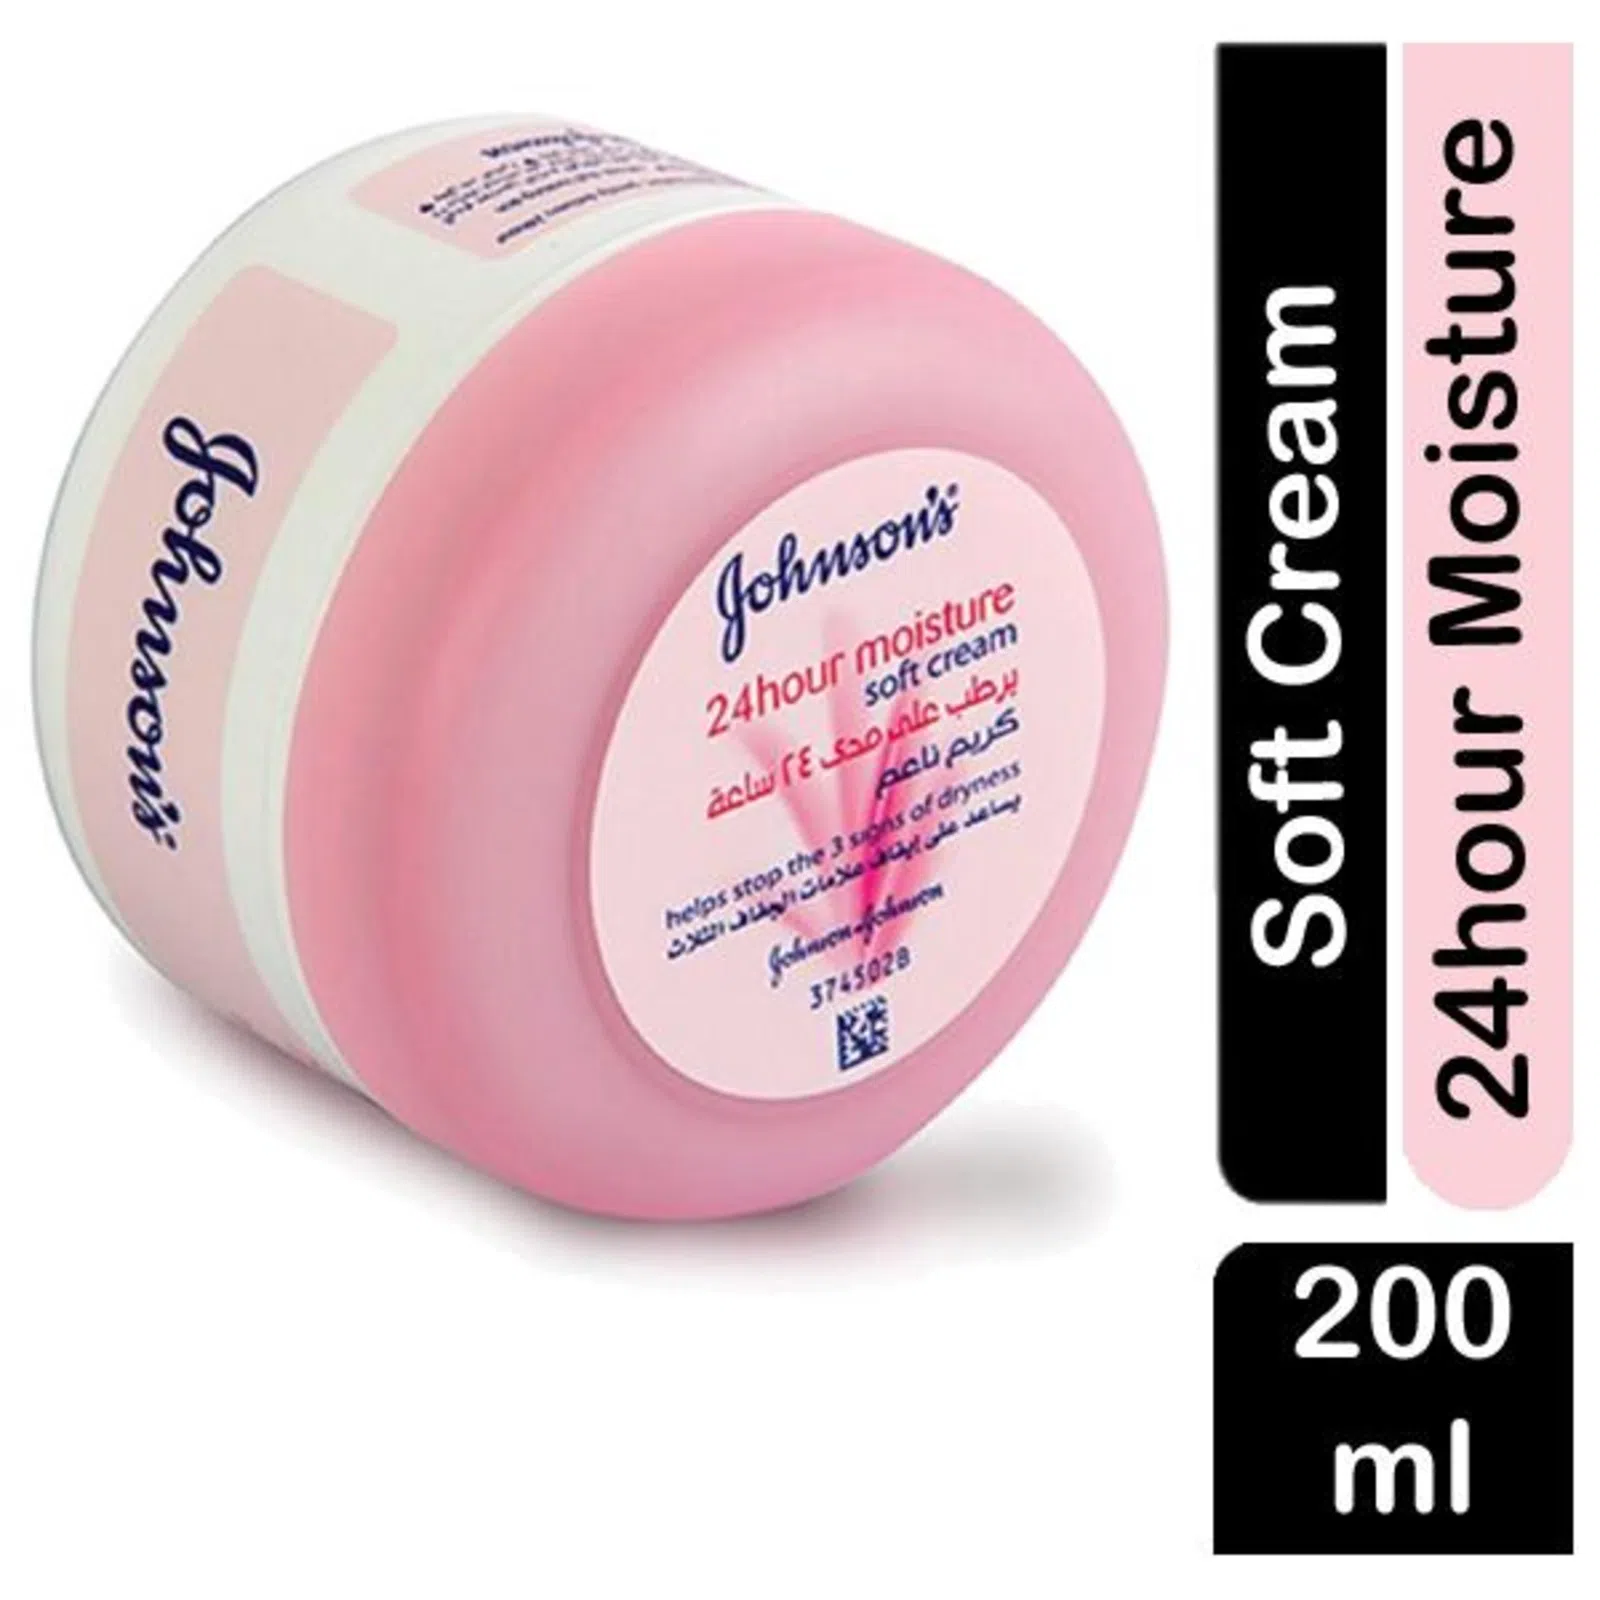 Johnson's
Johnson's
24hour moisture
soft cream
يرطب على مدى ٢٤ ساعة
كريم ناعم
helps stop the 3 signs of dryness
يساعد على إيقاف علامات الجفاف الثلاث
Johnson & Johnson
3745028
Soft Cream
24hour Moisture
200
ml